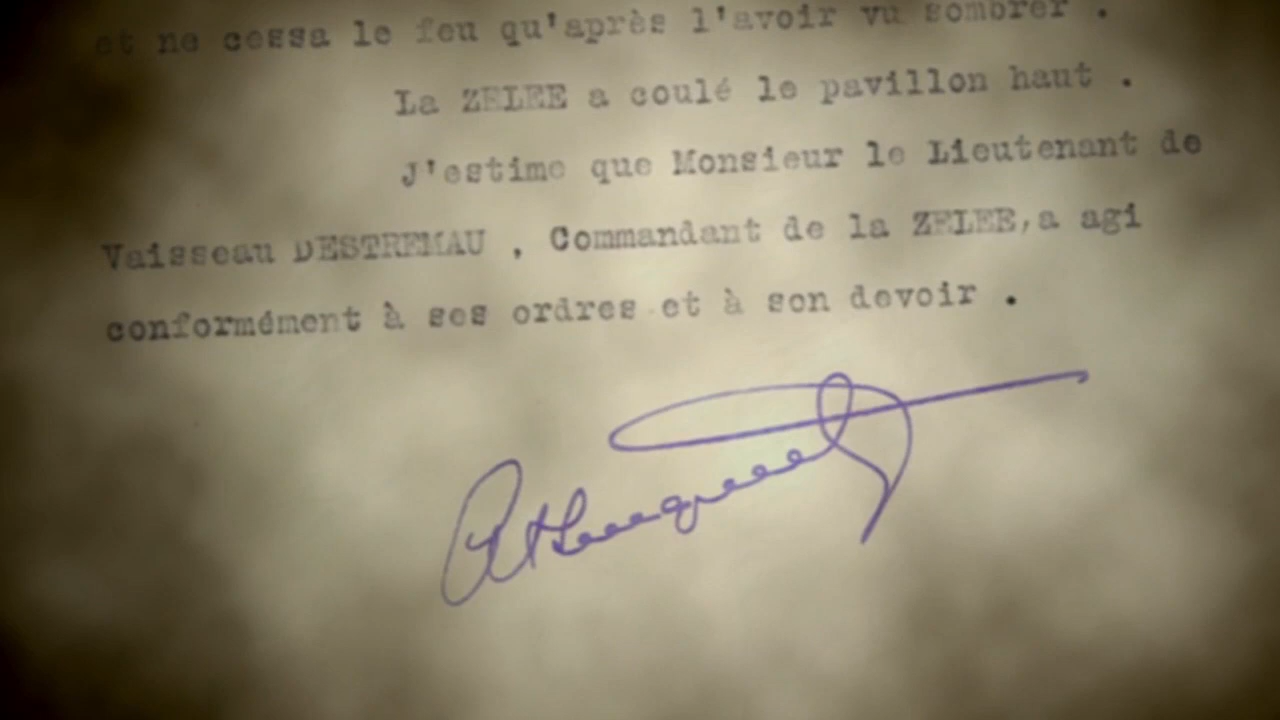 et ne cessa le feu qu'après l'avoir vu sombrer .
La ZELEE a coulé le pavillon haut .
J'estime que Monsieur le Lieutenant de
Vaisseau DESTREMAU , Commandant de la ZELEE,a agi
conformément à ses ordres et à son devoir .